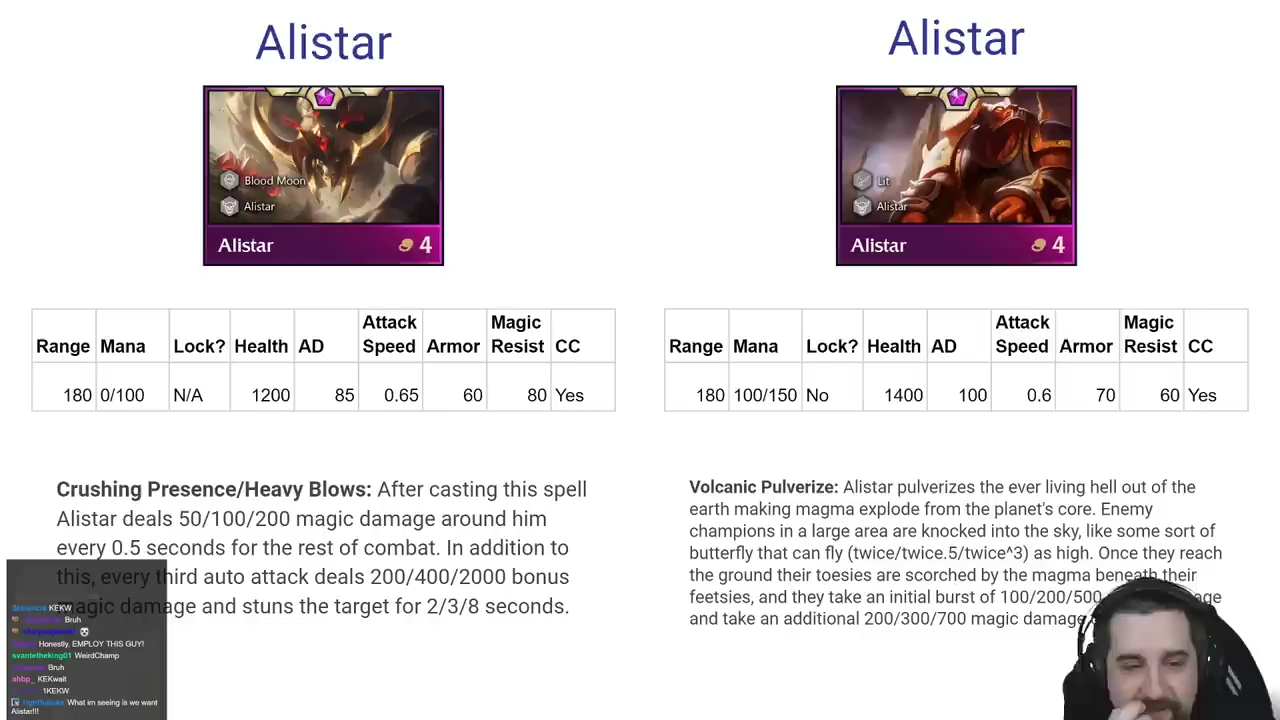 Alistar
Blood Moon
Alistar
Alistar 4
Range Mana Lock? Health AD Attack Speed Armor Magic Resist CC
180 0/100 N/A 1200 85 0.65 60 80 Yes
Crushing Presence/Heavy Blows: After casting this spell
Alistar deals 50/100/200 magic damage around him
every 0.5 seconds for the rest of combat. In addition to
this, every third auto attack deals 200/400/2000 bonus
magic damage and stuns the target for 2/3/8 seconds.
Alistar
Lit
Alistar
Alistar 4
Range Mana Lock? Health AD Attack Speed Armor Magic Resist CC
180 100/150 No 1400 100 0.6 70 60 Yes
Volcanic Pulverize: Alistar pulverizes the ever living hell out of the
earth making magma explode from the planet's core. Enemy
champions in a large area are knocked into the sky, like some sort of
butterfly that can fly (twice/twice.5/twice^3) as high. Once they reach
the ground their toesies are scorched by the magma beneath their
feetsies, and they take an initial burst of 100/200/500
and take an additional 200/300/700 magic damage
KEKW
Bruh
Honestly, EMPLOY THIS GUY!
svantetheking01 WeirdChamp
Bruh
shbp_ KEKwait
1KEKW
What im seeing is we want
Alistar!!!